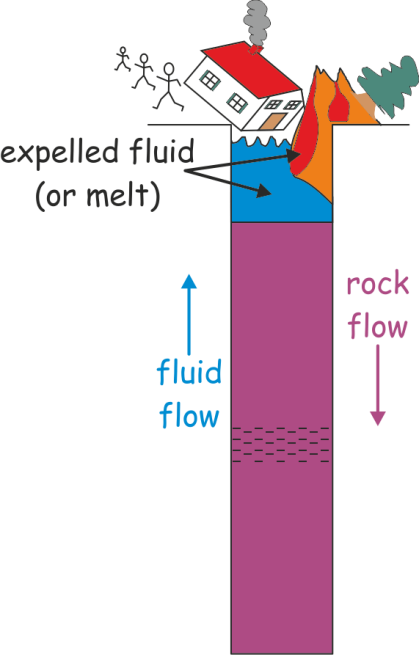 expelled fluid
(or melt)
rock
flow
fluid
flow